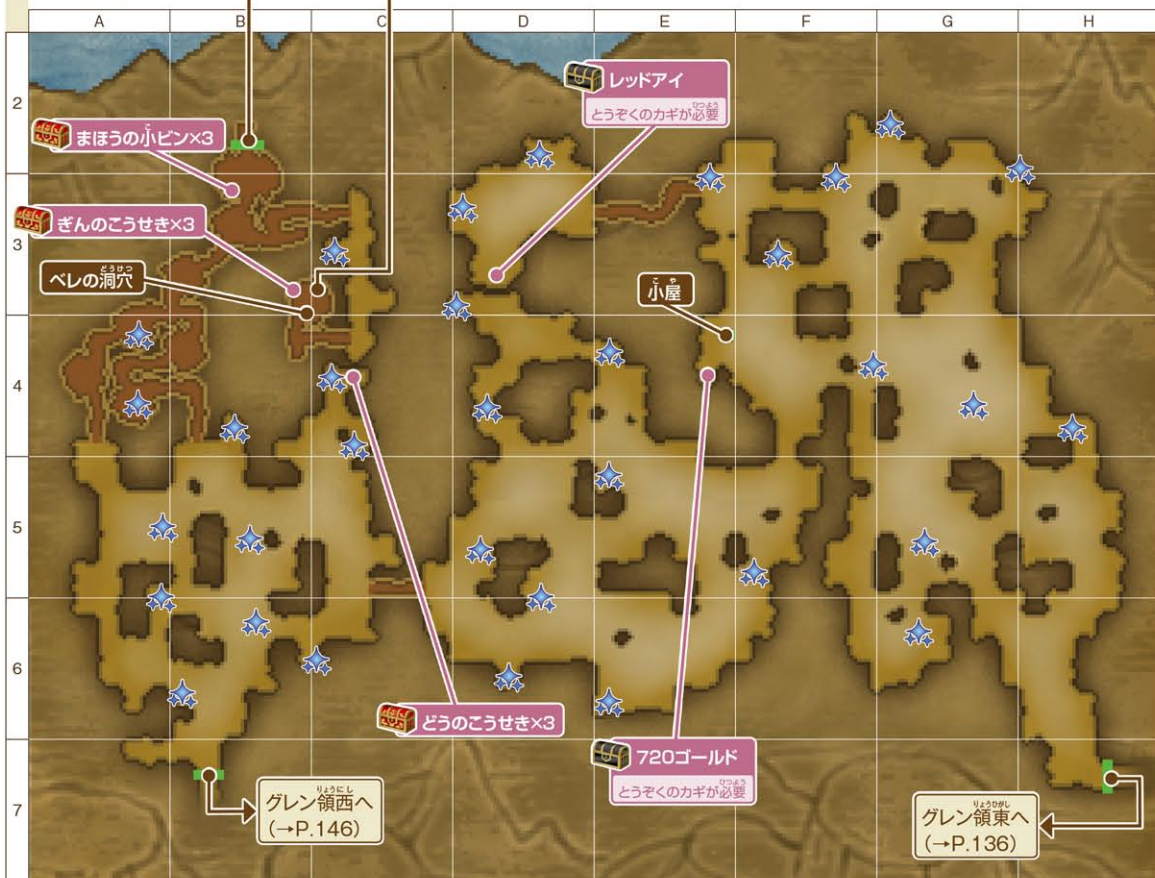 A B C D E F G H
2
レッドアイ
とうぞくのカギが必要
まほうの小ビン×3
3
ぎんのこうせき×3
ベレの洞穴
小屋
4
5
6
どうのこうせき×3
720ゴールド
とうぞくのカギが必要
7
グレン領西へ
(→P.146)
グレン領東へ
(→P.136)